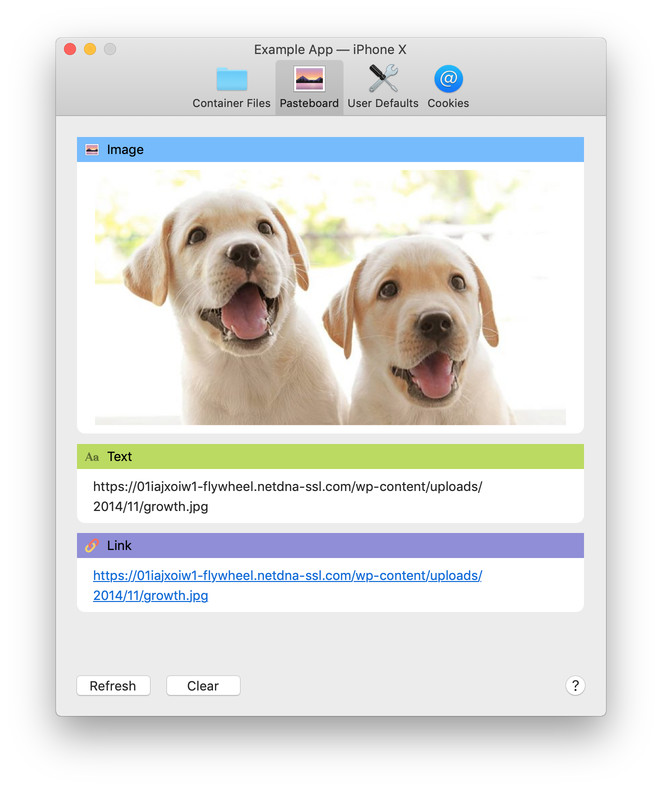 Example App — iPhone X
Container Files Pasteboard User Defaults Cookies
Image
Aa Text
https://01iajxoiw1-flywheel.netdna-ssl.com/wp-content/uploads/
2014/11/growth.jpg
Link
https://01iajxoiw1-flywheel.netdna-ssl.com/wp-content/uploads/
2014/11/growth.jpg
Refresh Clear ?